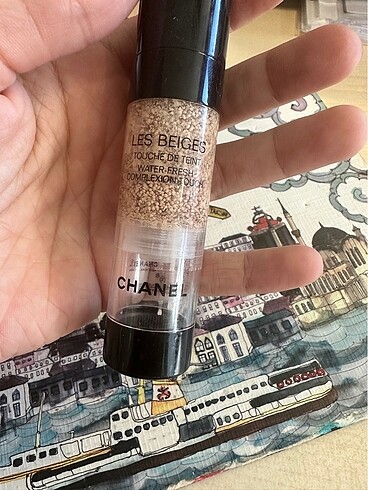 LES BEIGES
TOUCHE DE TEINT
WATER-FRESH
COMPLEXION TOUCH
CHANEL